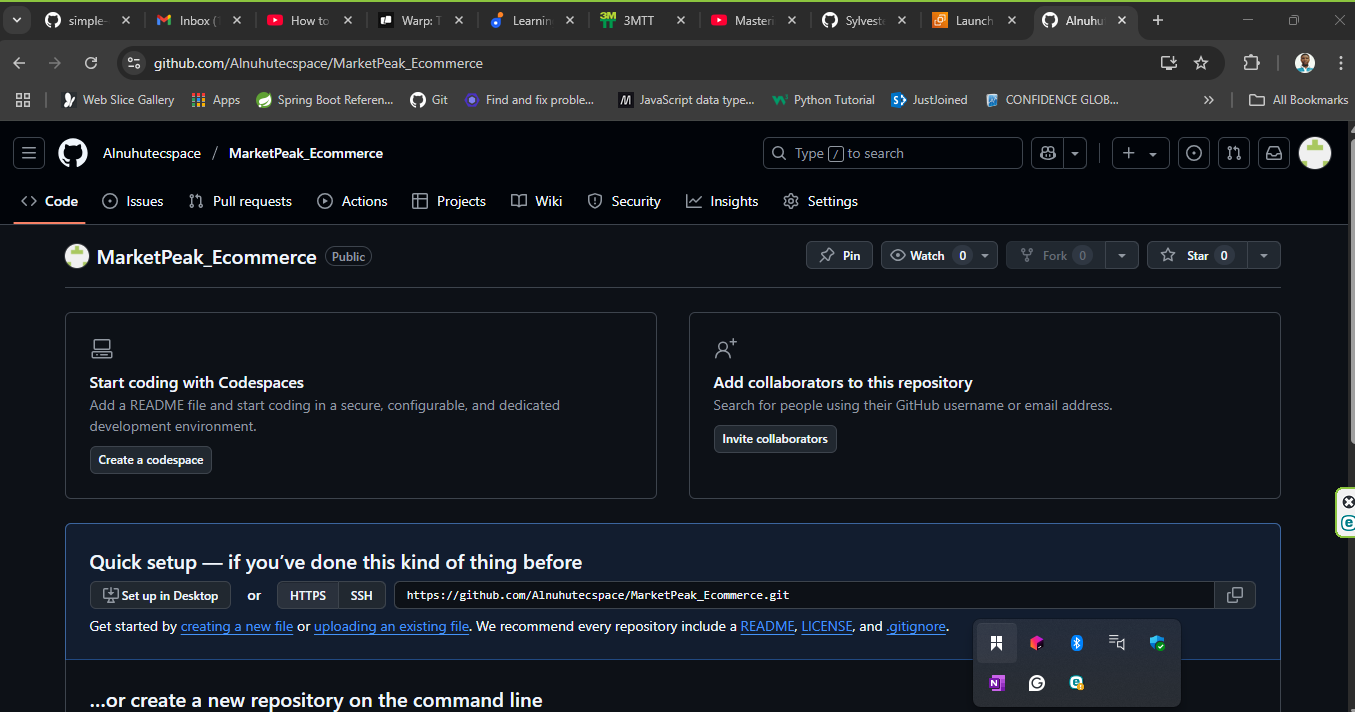 simple-
Inbox (
How to
Warp: T
Learnin
3MTT
Master
Sylveste
Launch
Alnuhu
github.com/Alnuhutecspace/MarketPeak_Ecommerce
Web Slice Gallery
Apps
Spring Boot Referen...
Git
Find and fix proble...
JavaScript data type...
Python Tutorial
JustJoined
CONFIDENCE GLOB...
All Bookmarks
Alnuhutecspace / MarketPeak_Ecommerce
Type / to search
Code
Issues
Pull requests
Actions
Projects
Wiki
Security
Insights
Settings
MarketPeak_Ecommerce Public
Pin
Watch 0
Fork 0
Star 0
Start coding with Codespaces
Add a README file and start coding in a secure, configurable, and dedicated
development environment.
Create a codespace
Add collaborators to this repository
Search for people using their GitHub username or email address.
Invite collaborators
Quick setup — if you’ve done this kind of thing before
Set up in Desktop or HTTPS SSH https://github.com/Alnuhutecspace/MarketPeak_Ecommerce.git
Get started by creating a new file or uploading an existing file. We recommend every repository include a README, LICENSE, and .gitignore.
…or create a new repository on the command line